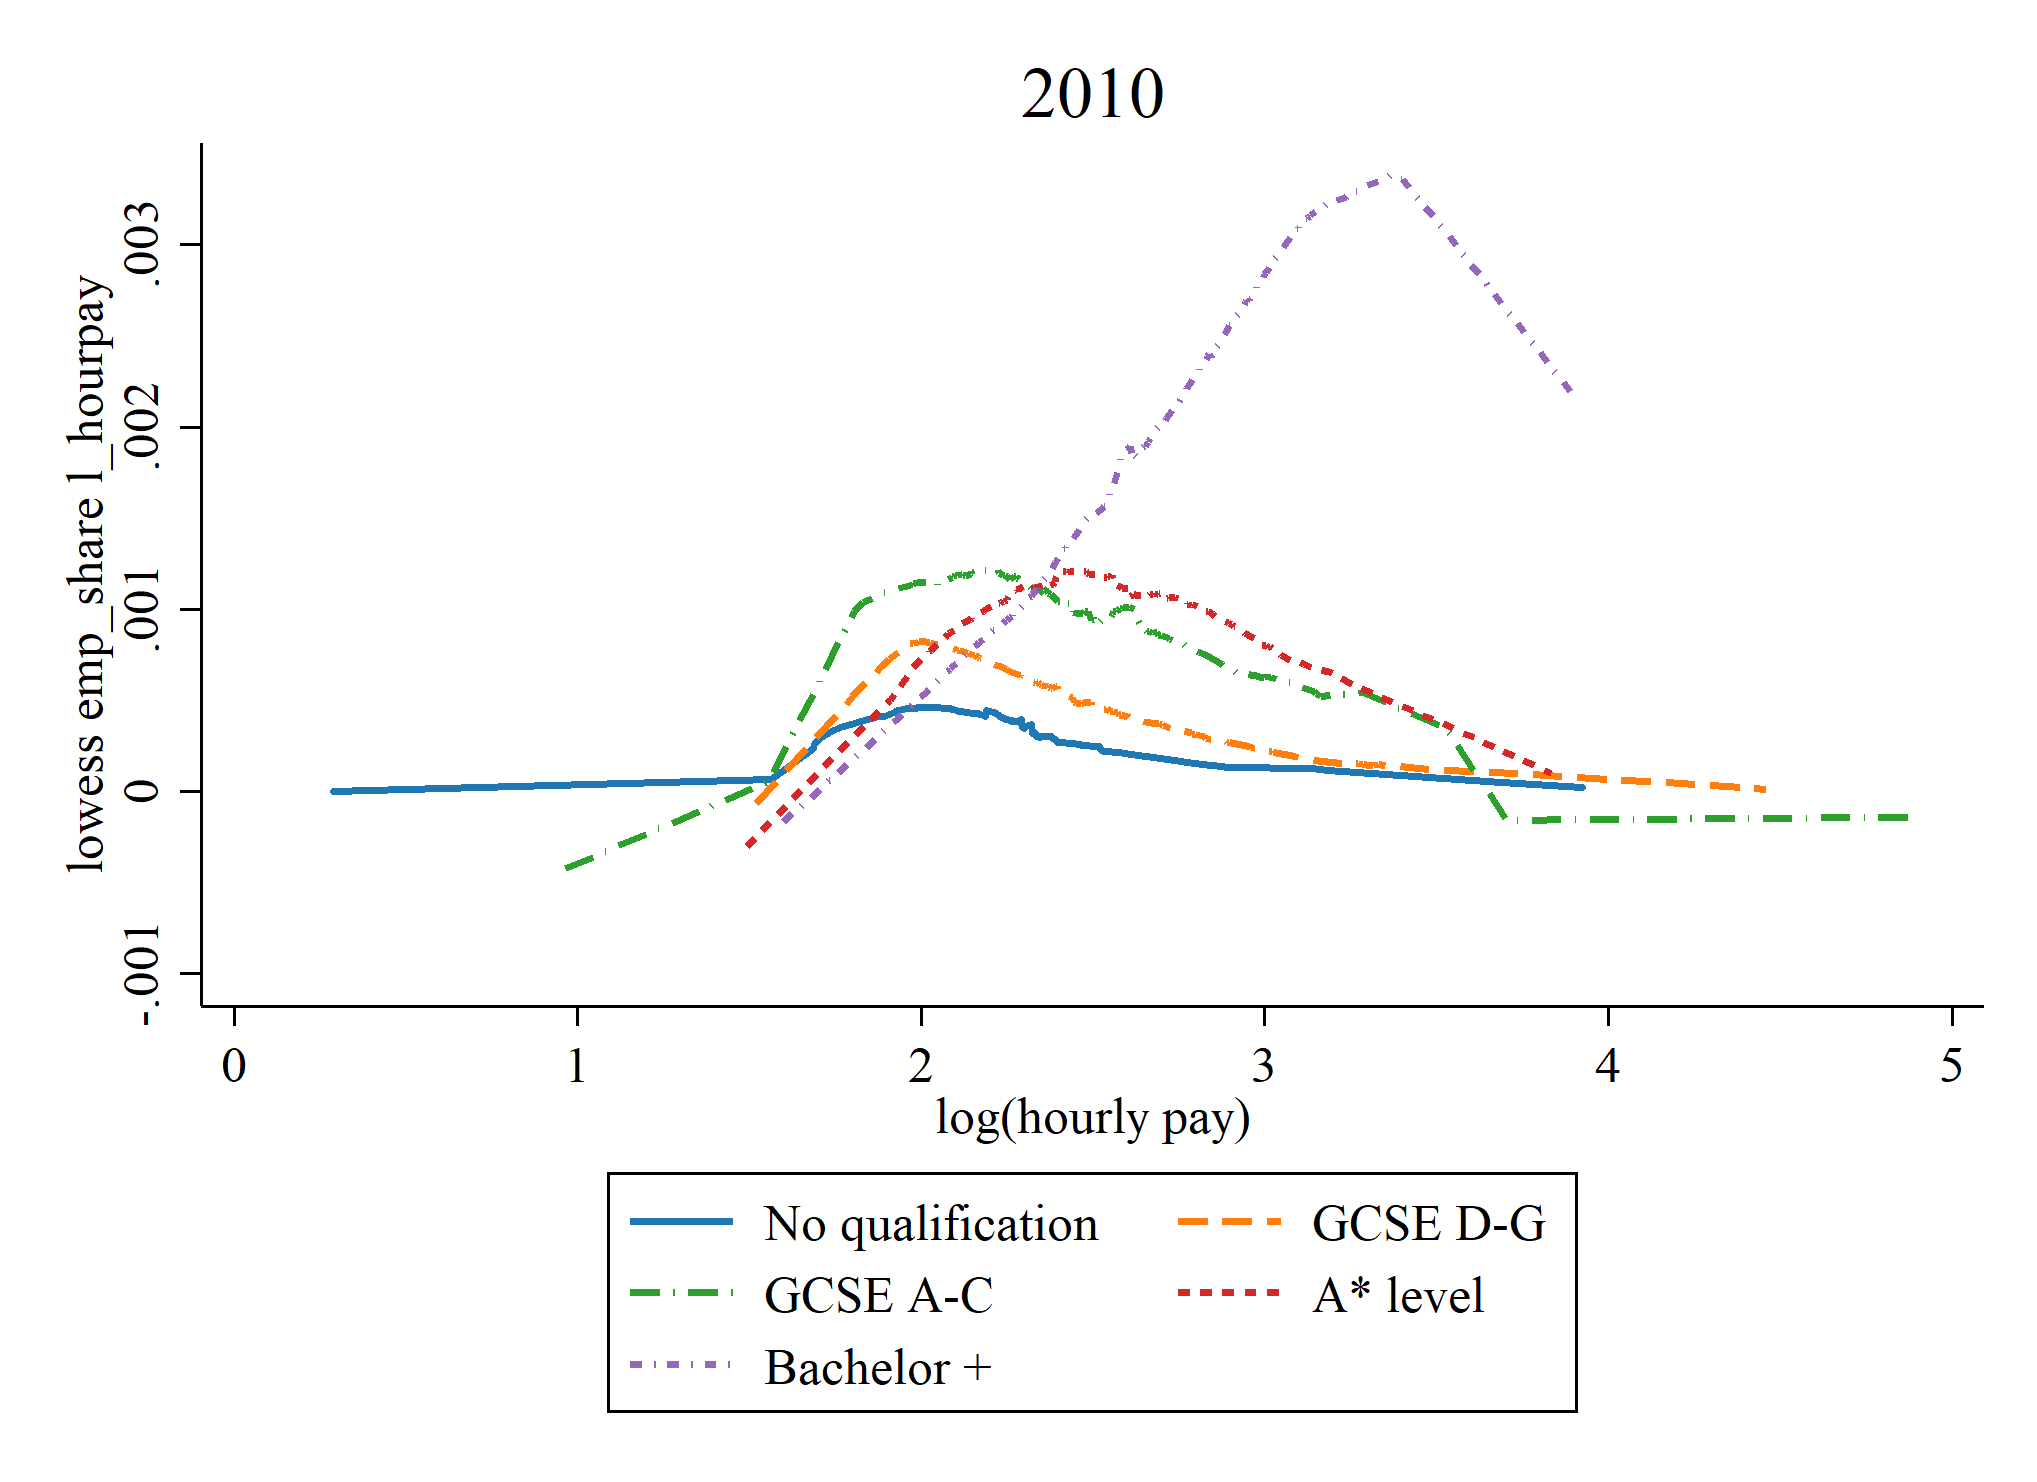 2010
lowess emp_share l_hourpay
.003
.002
.001
0
-.001
0 1 2 3 4 5
log(hourly pay)
No qualification GCSE D-G
GCSE A-C A* level
Bachelor +